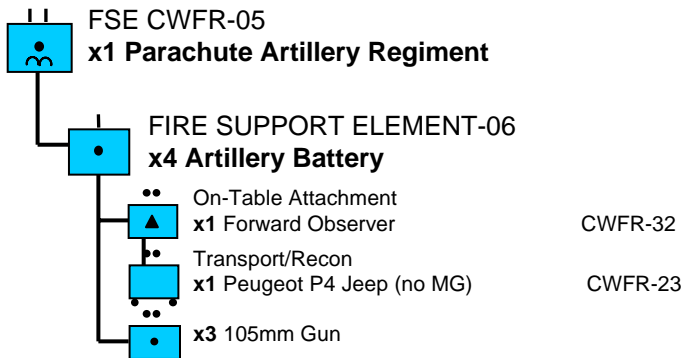 FSE CWFR-05
x1 Parachute Artillery Regiment
FIRE SUPPORT ELEMENT-06
x4 Artillery Battery
On-Table Attachment
x1 Forward Observer CWFR-32
Transport/Recon
x1 Peugeot P4 Jeep (no MG) CWFR-23
x3 105mm Gun